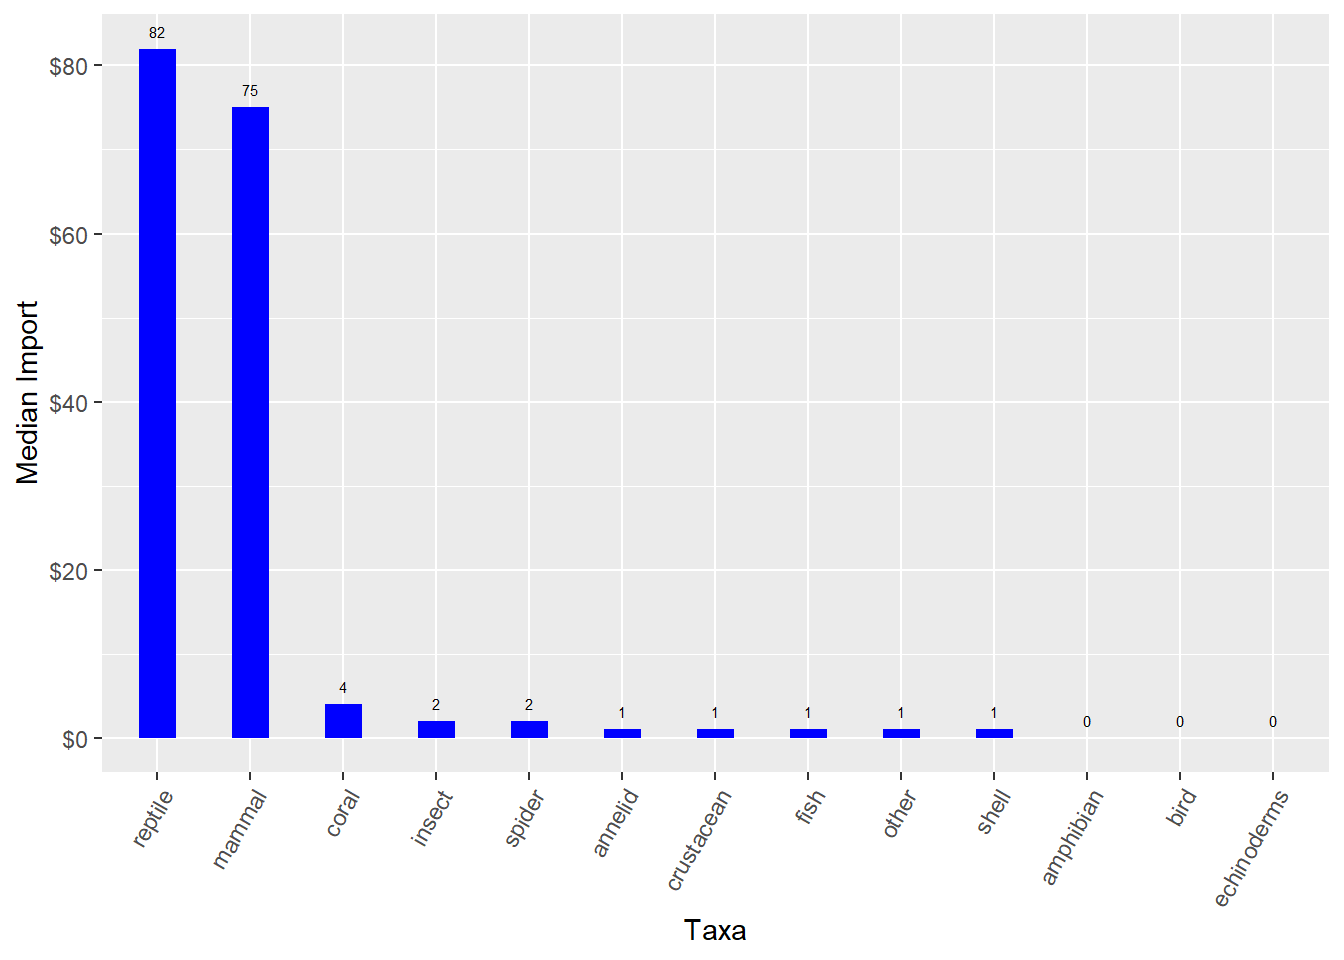 82
75
4
2
2
1
1
1
1
1
0
0
0
$80
$60
$40
$20
$0
Median Import
reptile
mammal
coral
insect
spider
annelid
crustacean
fish
other
shell
amphibian
bird
echinoderms
Taxa